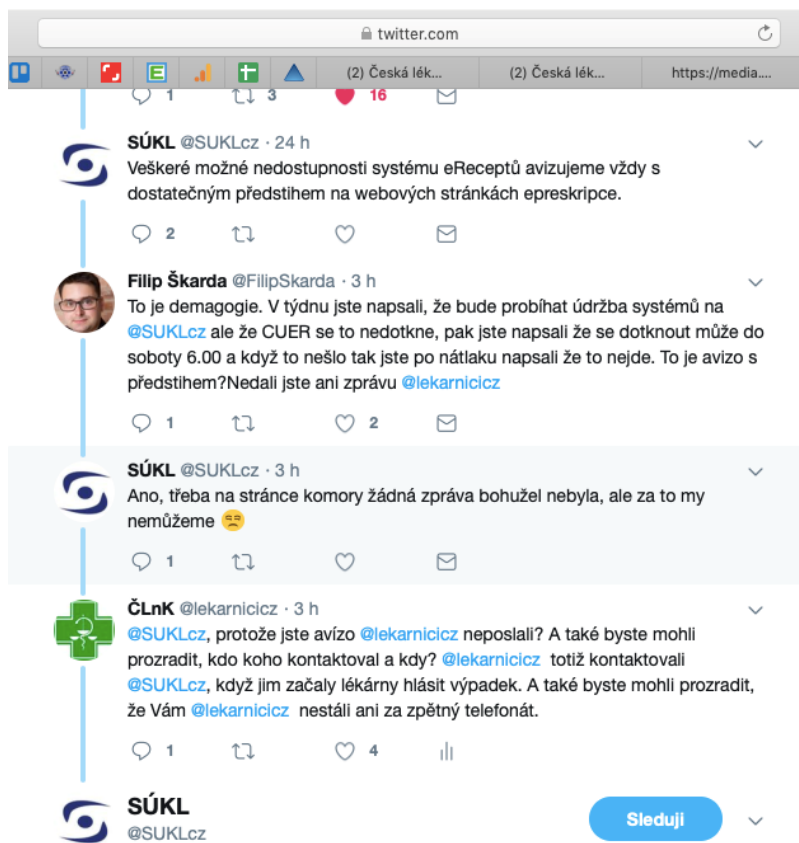 twitter.com
(2) Česká lék...
(2) Česká lék...
https://media....
1
3
16
SÚKL @SUKLcz · 24 h
Veškeré možné nedostupnosti systému eReceptů avizujeme vždy s
dostatečným předstihem na webových stránkách epreskripce.
2
Filip Škarda @FilipSkarda · 3 h
To je demagogie. V týdnu jste napsali, že bude probíhat údržba systémů na
@SUKLcz ale že CUER se to nedotkne, pak jste napsali že se dotknout může do
soboty 6.00 a když to nešlo tak jste po nátlaku napsali že to nejde. To je avizo s
předstihem?Nedali jste ani zprávu @lekarnicicz
1
2
SÚKL @SUKLcz · 3 h
Ano, třeba na stránce komory žádná zpráva bohužel nebyla, ale za to my
nemůžeme 😒
1
ČLnK @lekarnicicz · 3 h
@SUKLcz, protože jste avízo @lekarnicicz neposlali? A také byste mohli
prozradit, kdo koho kontaktoval a kdy? @lekarnicicz totiž kontaktovali
@SUKLcz, když jim začaly lékárny hlásit výpadek. A také byste mohli prozradit,
že Vám @lekarnicicz nestáli ani za zpětný telefonát.
1
4
SÚKL
@SUKLcz
Sleduji